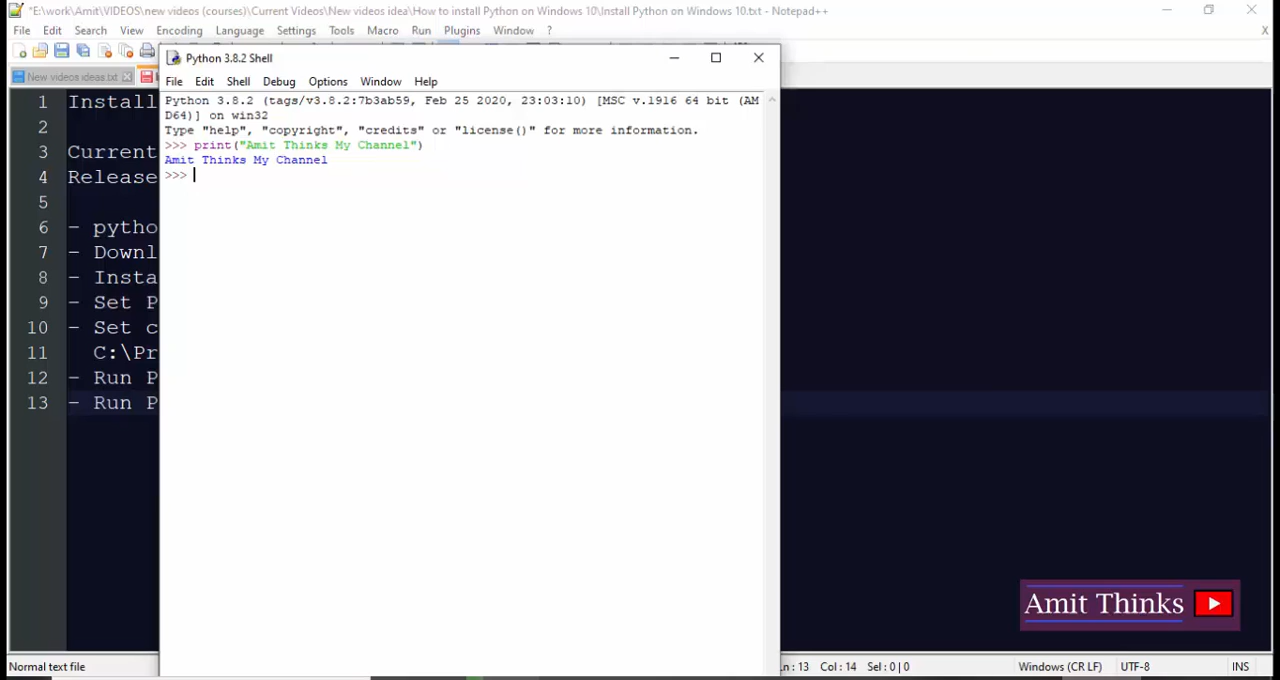 "E:\work\Amit\VIDEOS\new videos (courses)\Current Videos\New videos idea\How to install Python on Windows 10\Install Python on Windows 10.txt - Notepad++
File Edit Search View Encoding Language Settings Tools Macro Run Plugins Window ?
X
New videos ideas.txt
Python 3.8.2 Shell
File Edit Shell Debug Options Window Help
Python 3.8.2 (tags/v3.8.2:7b3ab59, Feb 25 2020, 23:03:10) [MSC v.1916 64 bit (AM
D64)] on win32
Type "help", "copyright", "credits" or "license()" for more information.
>>> print("Amit Thinks My Channel")
Amit Thinks My Channel
>>>
1 Install
2
3 Current
4 Release
5
6 - pytho
7 - Downl
8 - Insta
9 - Set P
10 - Set c
11 C:\Pr
12 - Run P
13 - Run P
Amit Thinks
Normal text file
Ln : 13 Col : 14 Sel : 0 | 0 Windows (CR LF) UTF-8 INS